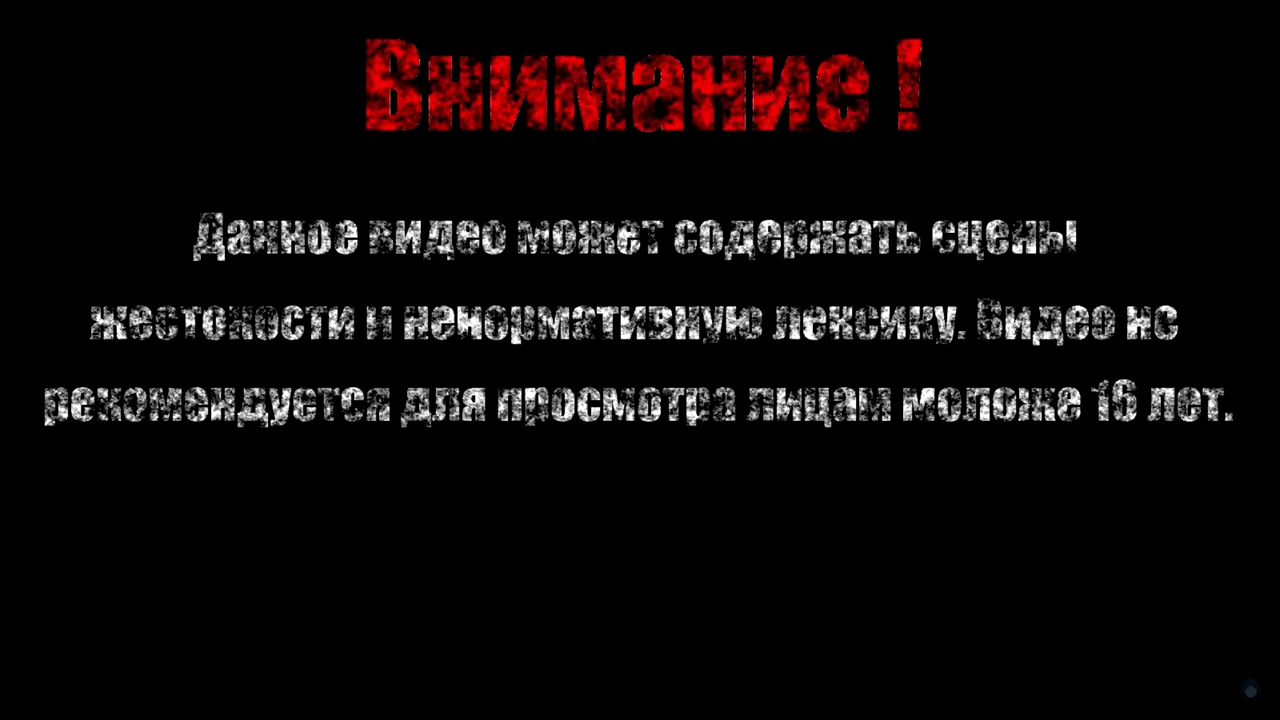 Внимание !
Данное видео может содержать сцены
жестокости и ненормативную лексику. Видео не
рекомендуется для просмотра лицам моложе 16 лет.